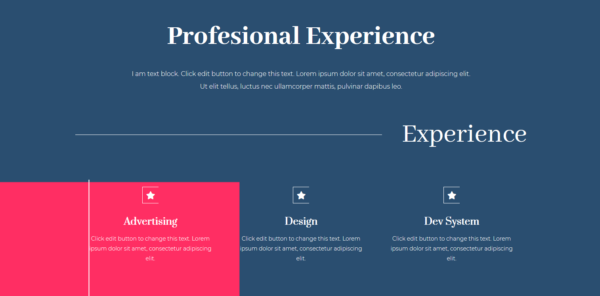 Profesional Experience
I am text block. Click edit button to change this text. Lorem ipsum dolor sit amet, consectetur adipiscing elit.
Ut elit tellus, luctus nec ullamcorper mattis, pulvinar dapibus leo.
Experience
Advertising
Click edit button to change this text. Lorem
ipsum dolor sit amet, consectetur adipiscing
elit.
Design
Click edit button to change this text. Lorem
ipsum dolor sit amet, consectetur adipiscing
elit.
Dev System
Click edit button to change this text. Lorem
ipsum dolor sit amet, consectetur adipiscing
elit.